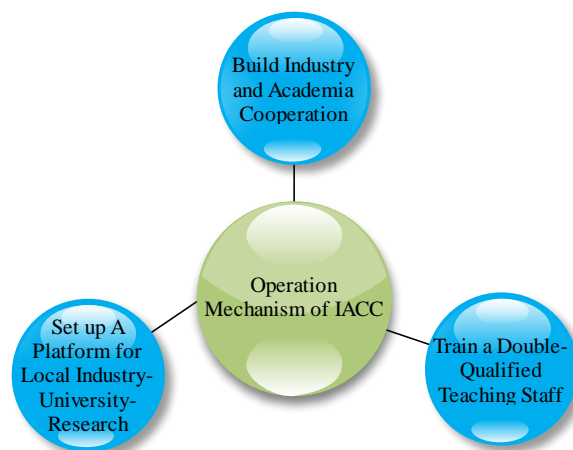 Build Industry
and Academia
Cooperation
Operation
Mechanism of IACC
Set up A
Platform for
Local Industry-
University-
Research
Train a Double-
Qualified
Teaching Staff